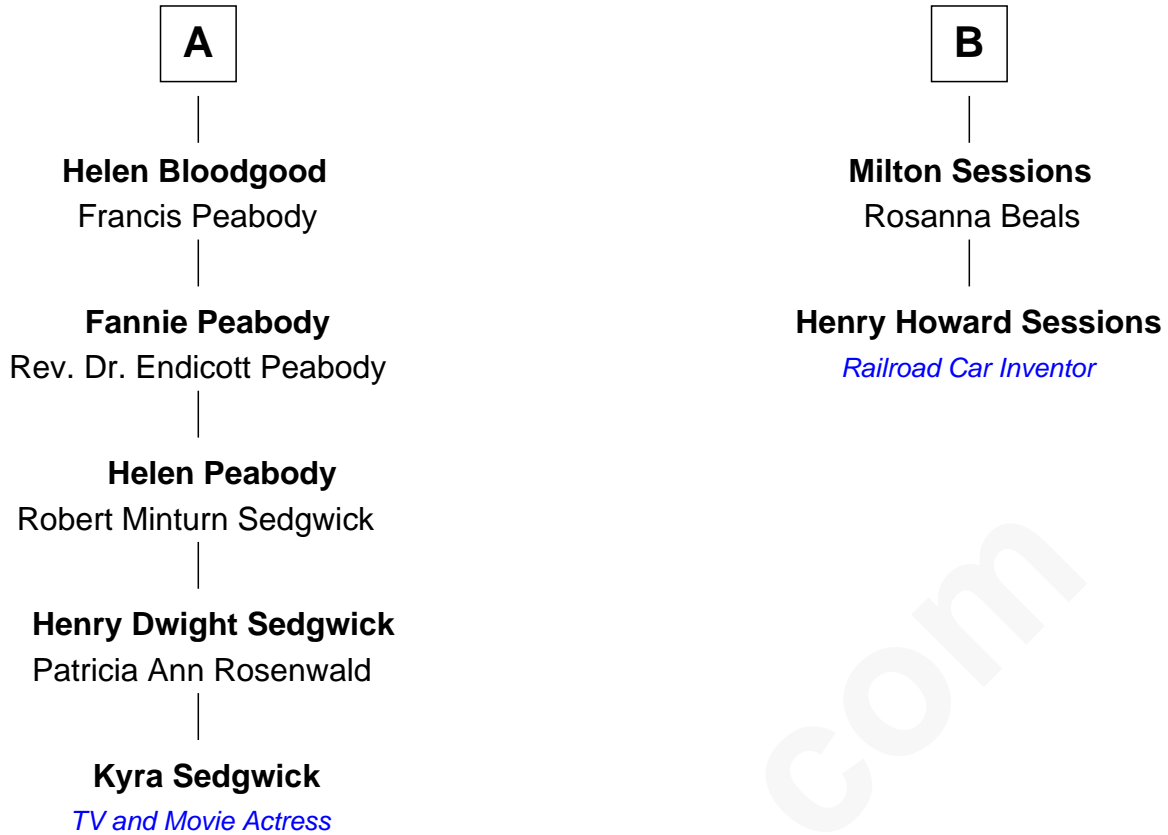 A
Helen Bloodgood
Francis Peabody
Fannie Peabody
Rev. Dr. Endicott Peabody
Helen Peabody
Robert Minturn Sedgwick
Henry Dwight Sedgwick
Patricia Ann Rosenwald
Kyra Sedgwick
TV and Movie Actress
B
Milton Sessions
Rosanna Beals
Henry Howard Sessions
Railroad Car Inventor
com